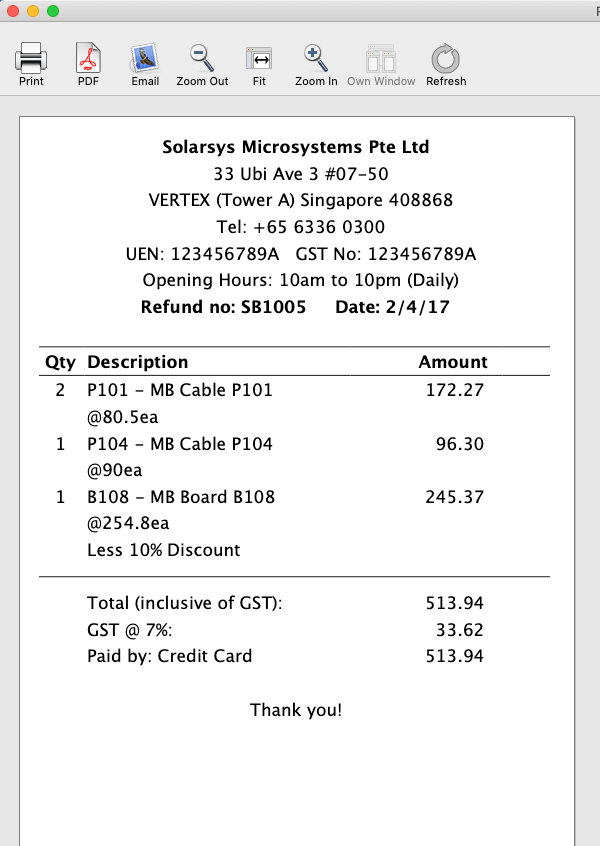 Print PDF Email Zoom Out Fit Zoom In Own Window Refresh
Solarsys Microsystems Pte Ltd
33 Ubi Ave 3 #07-50
VERTEX (Tower A) Singapore 408868
Tel: +65 6336 0300
UEN: 123456789A GST No: 123456789A
Opening Hours: 10am to 10pm (Daily)
Refund no: SB1005 Date: 2/4/17
Qty Description Amount
2 P101 - MB Cable P101 172.27
@80.5ea
1 P104 - MB Cable P104 96.30
@90ea
1 B108 - MB Board B108 245.37
@254.8ea
Less 10% Discount
Total (inclusive of GST): 513.94
GST @ 7%: 33.62
Paid by: Credit Card 513.94
Thank you!